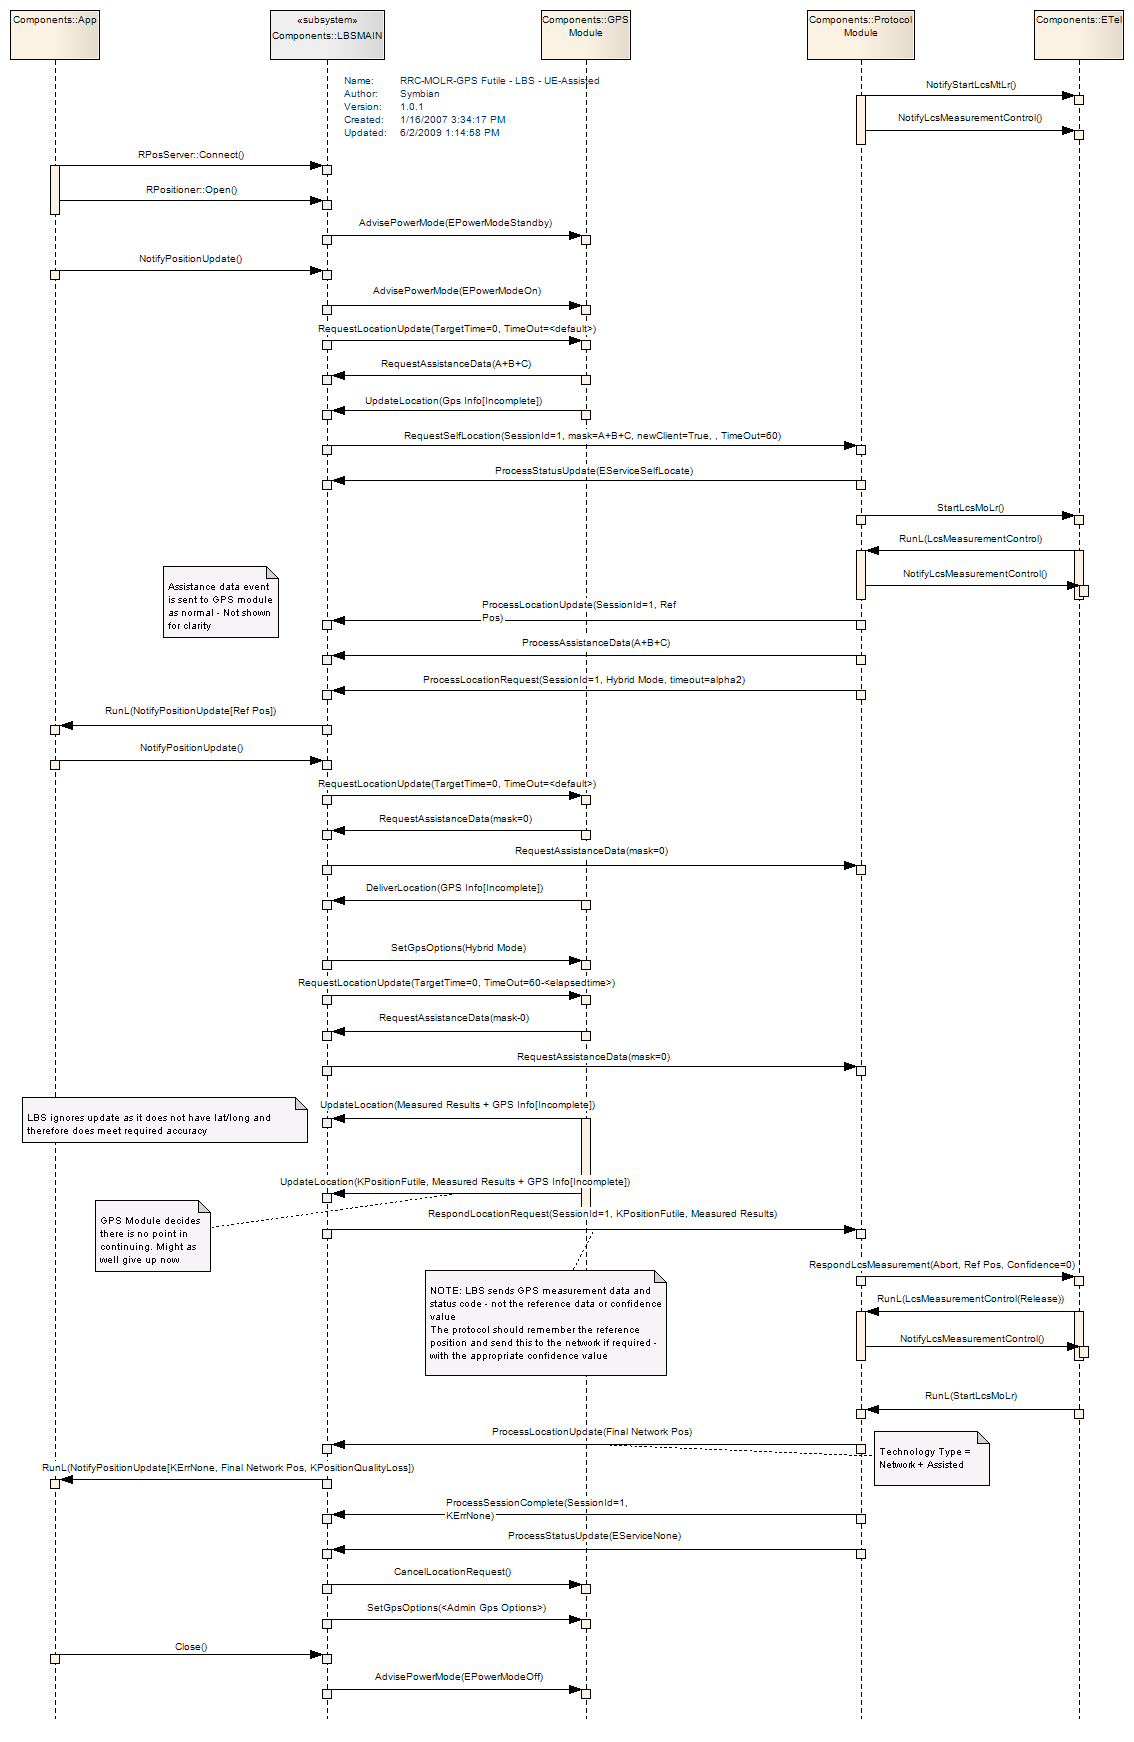 Components::App
«subsystem»
Components::LBSMAIN
Components::GPS
Module
Components::Protocol
Module
Components::ETel
Name: RRC-MOLR-GPS Futile - LBS - UE-Assisted
Author: Symbian
Version: 1.0.1
Created: 1/16/2007 3:34:17 PM
Updated: 6/2/2009 1:14:58 PM
NotifyStartLcsMtLr()
NotifyLcsMeasurementControl()
RPosServer::Connect()
RPositioner::Open()
AdvisePowerMode(EPowerModeStandby)
NotifyPositionUpdate()
AdvisePowerMode(EPowerModeOn)
RequestLocationUpdate(TargetTime=0, TimeOut=<default>)
RequestAssistanceData(A+B+C)
UpdateLocation(Gps Info[Incomplete])
RequestSelfLocation(SessionId=1, mask=A+B+C, newClient=True, , TimeOut=60)
ProcessStatusUpdate(EServiceSelfLocate)
StartLcsMoLr()
RunL(LcsMeasurementControl)
NotifyLcsMeasurementControl()
Assistance data event
is sent to GPS module
as normal - Not shown
for clarity
ProcessLocationUpdate(SessionId=1, Ref
Pos)
ProcessAssistanceData(A+B+C)
ProcessLocationRequest(SessionId=1, Hybrid Mode, timeout=alpha2)
RunL(NotifyPositionUpdate[Ref Pos])
NotifyPositionUpdate()
RequestLocationUpdate(TargetTime=0, TimeOut=<default>)
RequestAssistanceData(mask=0)
RequestAssistanceData(mask=0)
DeliverLocation(GPS Info[Incomplete])
SetGpsOptions(Hybrid Mode)
RequestLocationUpdate(TargetTime=0, TimeOut=60-<elapsedtime>)
RequestAssistanceData(mask-0)
RequestAssistanceData(mask=0)
UpdateLocation(Measured Results + GPS Info[Incomplete])
LBS ignores update as it does not have lat/long and
therefore does meet required accuracy
UpdateLocation(KPositionFutile, Measured Results + GPS Info[Incomplete])
GPS Module decides
there is no point in
continuing. Might as
well give up now
RespondLocationRequest(SessionId=1, KPositionFutile, Measured Results)
RespondLcsMeasurement(Abort, Ref Pos, Confidence=0)
NOTE: LBS sends GPS measurement data and
status code - not the reference data or confidence
value
The protocol should remember the reference
position and send this to the network if required -
with the appropriate confidence value
RunL(LcsMeasurementControl(Release))
NotifyLcsMeasurementControl()
RunL(StartLcsMoLr)
ProcessLocationUpdate(Final Network Pos)
Technology Type =
Network + Assisted
RunL(NotifyPositionUpdate[KErrNone, Final Network Pos, KPositionQualityLoss])
ProcessSessionComplete(SessionId=1,
KErrNone)
ProcessStatusUpdate(EServiceNone)
CancelLocationRequest()
SetGpsOptions(<Admin Gps Options>)
Close()
AdvisePowerMode(EPowerModeOff)